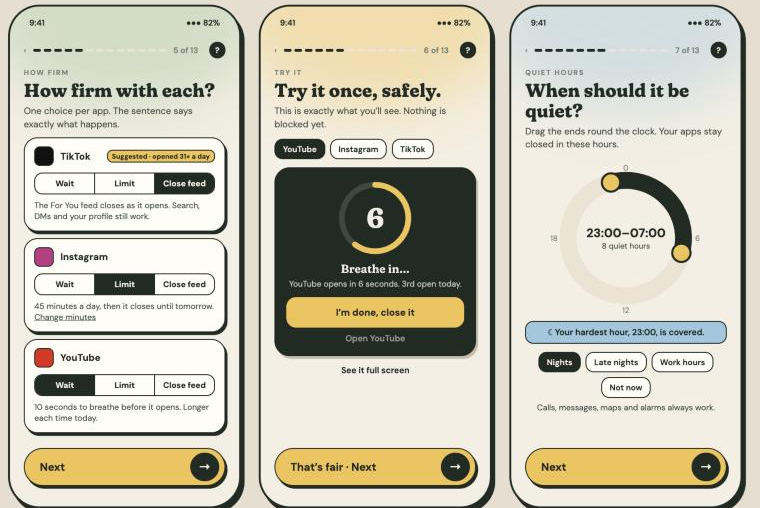 9:41
●●● 82%
‹
5 of 13
?
HOW FIRM
How firm with each?
One choice per app. The sentence says
exactly what happens.
TikTok
Suggested · opened 31× a day
Wait
Limit
Close feed
The For You feed closes as it opens. Search,
DMs and your profile still work.
Instagram
Wait
Limit
Close feed
45 minutes a day, then it closes until tomorrow.
Change minutes
YouTube
Wait
Limit
Close feed
10 seconds to breathe before it opens. Longer
each time today.
Next →
9:41
●●● 82%
‹
6 of 13
?
TRY IT
Try it once, safely.
This is exactly what you'll see. Nothing is
blocked yet.
YouTube
Instagram
TikTok
6
Breathe in...
YouTube opens in 6 seconds. 3rd open today.
I'm done, close it
Open YouTube
See it full screen
That's fair · Next →
9:41
●●● 82%
‹
7 of 13
?
QUIET HOURS
When should it be
quiet?
Drag the ends round the clock. Your apps stay
closed in these hours.
0
18
23:00–07:00
8 quiet hours
6
12
☾ Your hardest hour, 23:00, is covered.
Nights
Late nights
Work hours
Not now
Calls, messages, maps and alarms always work.
Next →